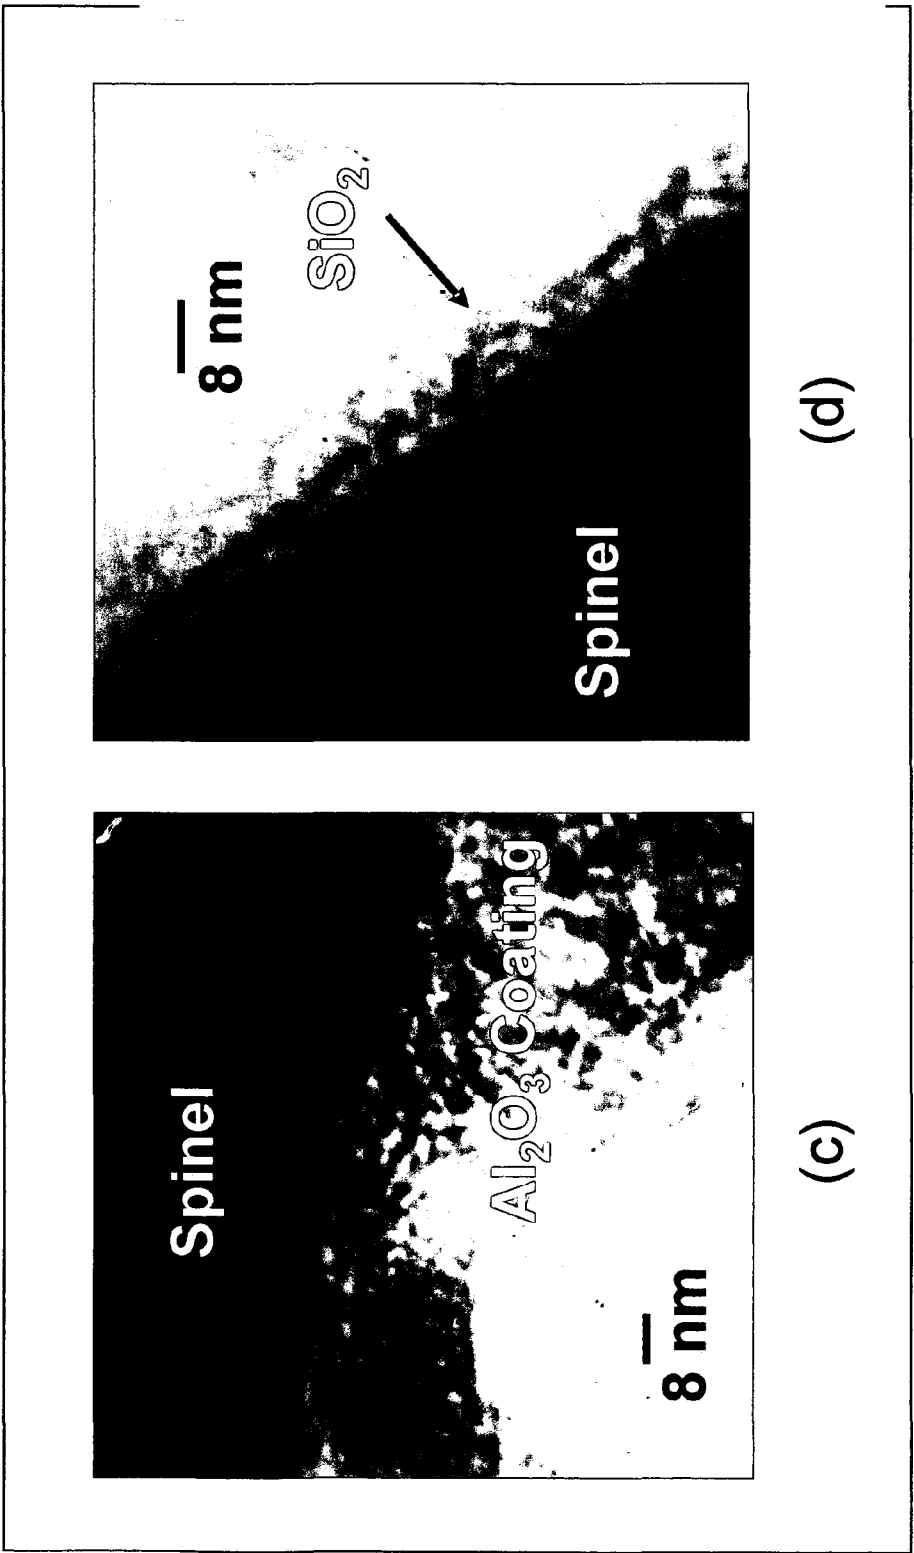 Spinel
Al₂O₃ Coating
8 nm
(c)
8 nm
SiO₂
Spinel
(d)